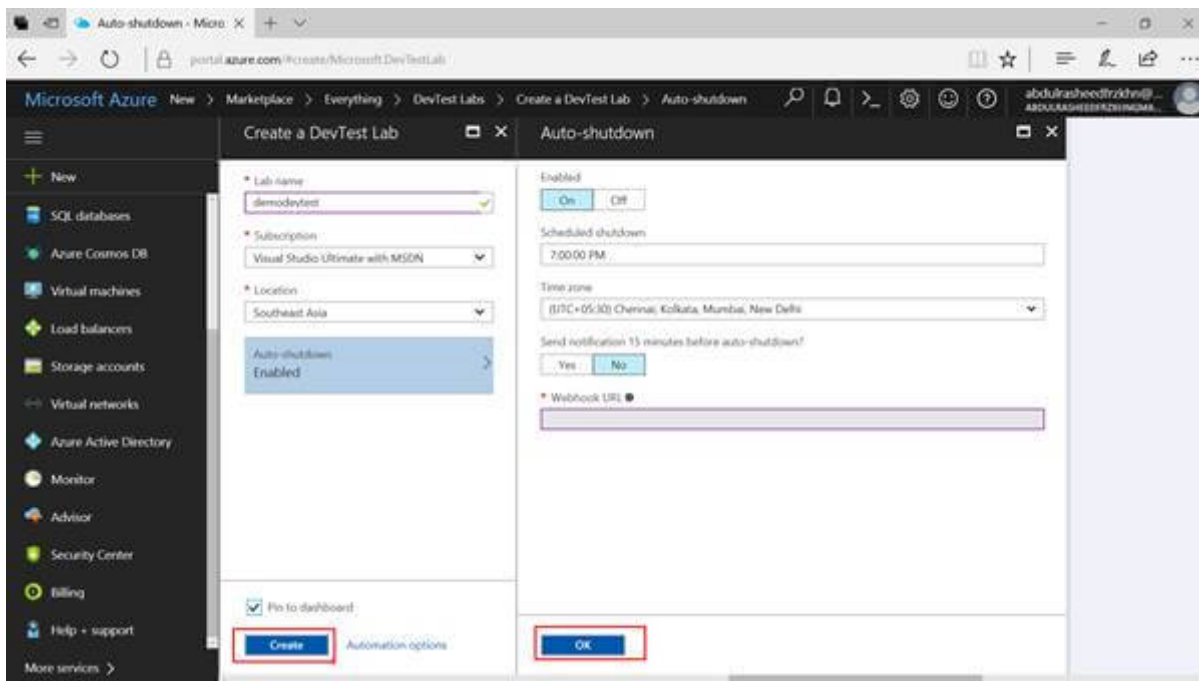 Auto-shutdown - Micro
portal.azure.com/#create/Microsoft.DevTestLab
Microsoft Azure New > Marketplace > Everything > DevTest Labs > Create a DevTest Lab > Auto-shutdown
Create a DevTest Lab
Auto-shutdown
New
SQL databases
Azure Cosmos DB
Virtual machines
Load balancers
Storage accounts
Virtual networks
Azure Active Directory
Monitor
Advisor
Security Center
Billing
Help + support
More services >
* Lab name
demodevtest
* Subscription
Visual Studio Ultimate with MSDN
* Location
Southeast Asia
Auto-shutdown
Enabled
Pin to dashboard
Create
Automation options
Enabled
On Off
Scheduled shutdown
7:00:00 PM
Time zone
(UTC+05:30) Chennai, Kolkata, Mumbai, New Delhi
Send notification 15 minutes before auto-shutdown?
Yes No
* Webhook URL
OK